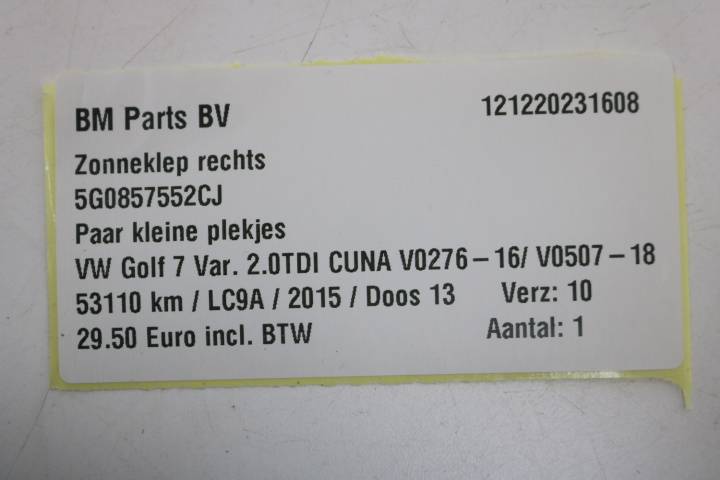 BM Parts BV 121220231608
Zonneklep rechts
5G0857552CJ
Paar kleine plekjes
VW Golf 7 Var. 2.0TDI CUNA V0276-16/ V0507-18
53110 km / LC9A / 2015 / Doos 13 Verz: 10
29.50 Euro incl. BTW Aantal: 1